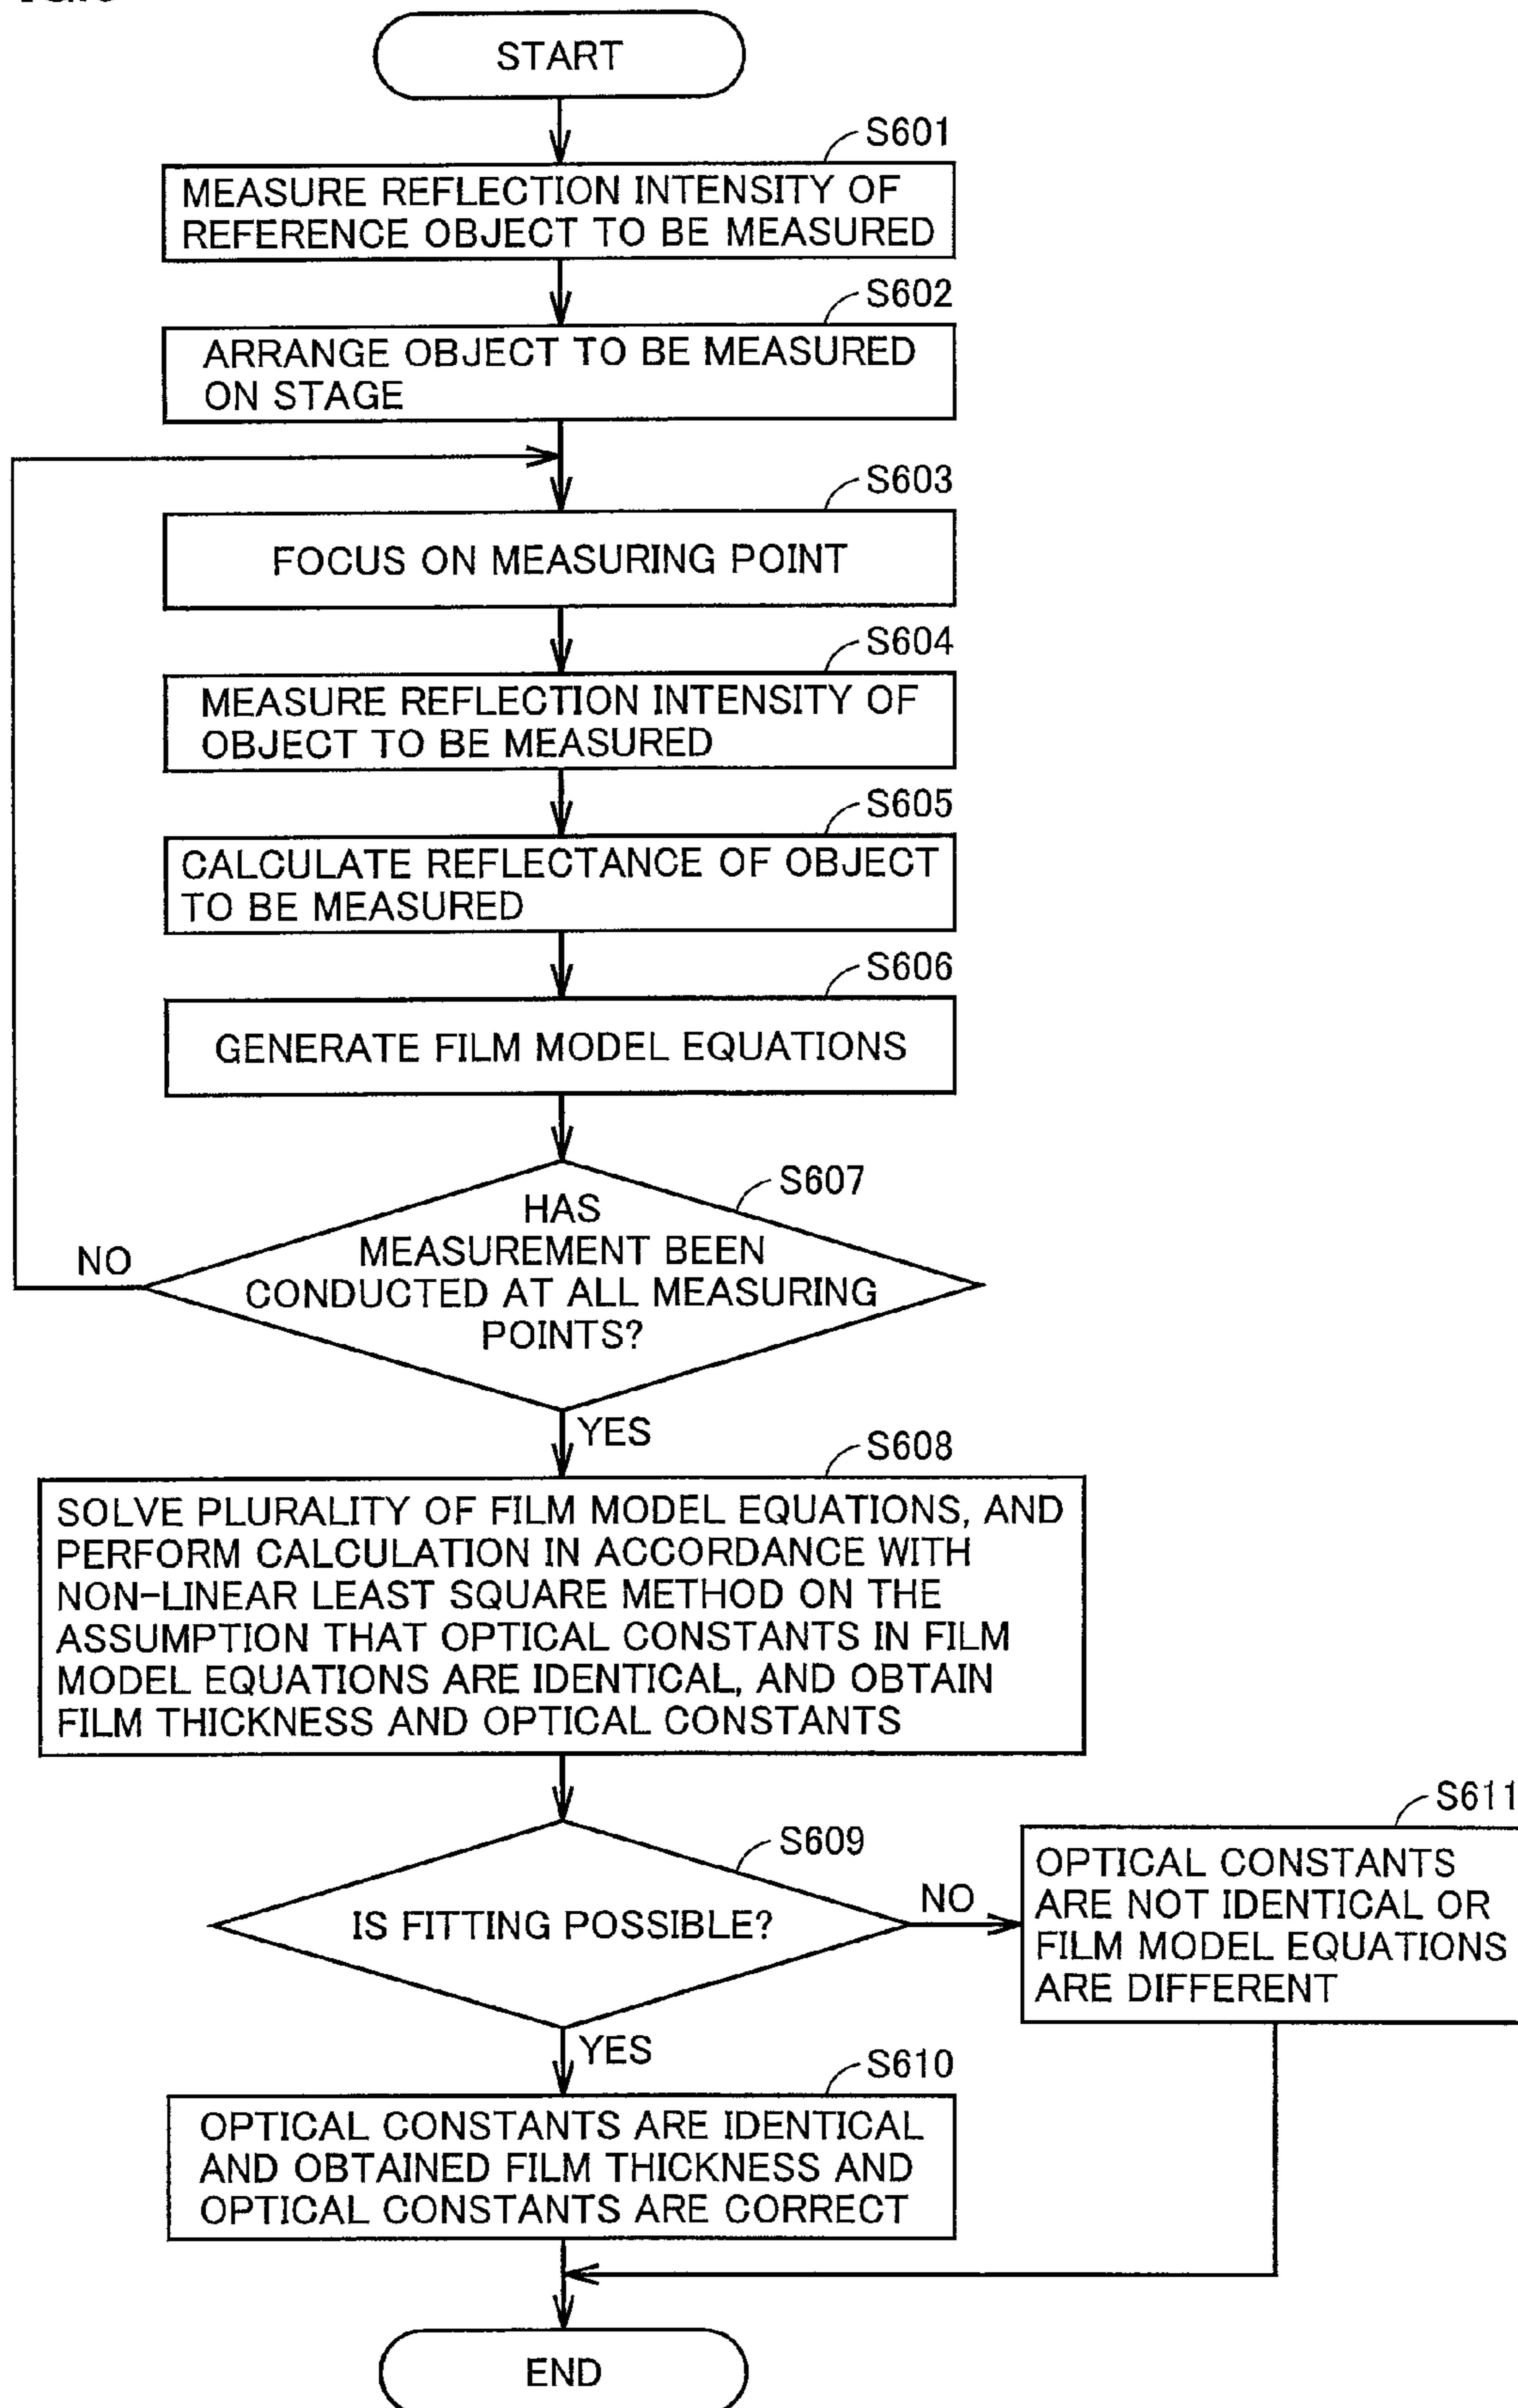 START
S601
MEASURE REFLECTION INTENSITY OF
REFERENCE OBJECT TO BE MEASURED
S602
ARRANGE OBJECT TO BE MEASURED
ON STAGE
S603
FOCUS ON MEASURING POINT
S604
MEASURE REFLECTION INTENSITY OF
OBJECT TO BE MEASURED
S605
CALCULATE REFLECTANCE OF OBJECT
TO BE MEASURED
S606
GENERATE FILM MODEL EQUATIONS
S607
HAS
MEASUREMENT BEEN
CONDUCTED AT ALL MEASURING
POINTS?
NO
YES
S608
SOLVE PLURALITY OF FILM MODEL EQUATIONS, AND
PERFORM CALCULATION IN ACCORDANCE WITH
NON-LINEAR LEAST SQUARE METHOD ON THE
ASSUMPTION THAT OPTICAL CONSTANTS IN FILM
MODEL EQUATIONS ARE IDENTICAL, AND OBTAIN
FILM THICKNESS AND OPTICAL CONSTANTS
S609
IS FITTING POSSIBLE?
NO
S611
OPTICAL CONSTANTS
ARE NOT IDENTICAL OR
FILM MODEL EQUATIONS
ARE DIFFERENT
YES
S610
OPTICAL CONSTANTS ARE IDENTICAL
AND OBTAINED FILM THICKNESS AND
OPTICAL CONSTANTS ARE CORRECT
END